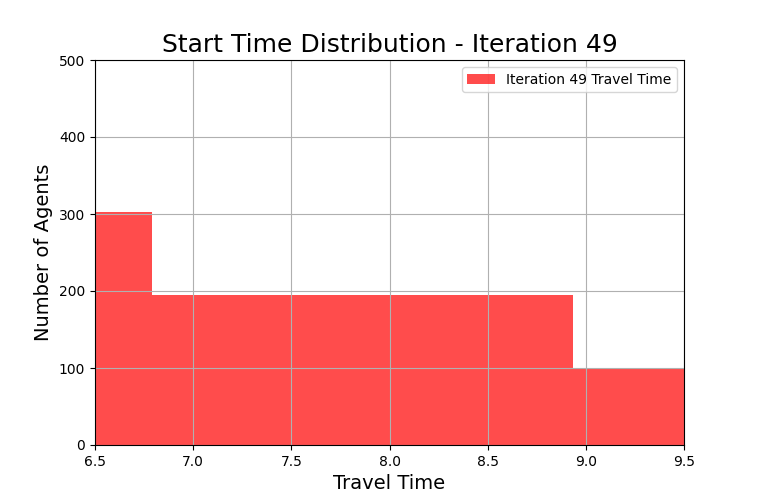 Start Time Distribution - Iteration 49
500
Iteration 49 Travel Time
400
300
200
100
0
Number of Agents
6.5 7.0 7.5 8.0 8.5 9.0 9.5
Travel Time